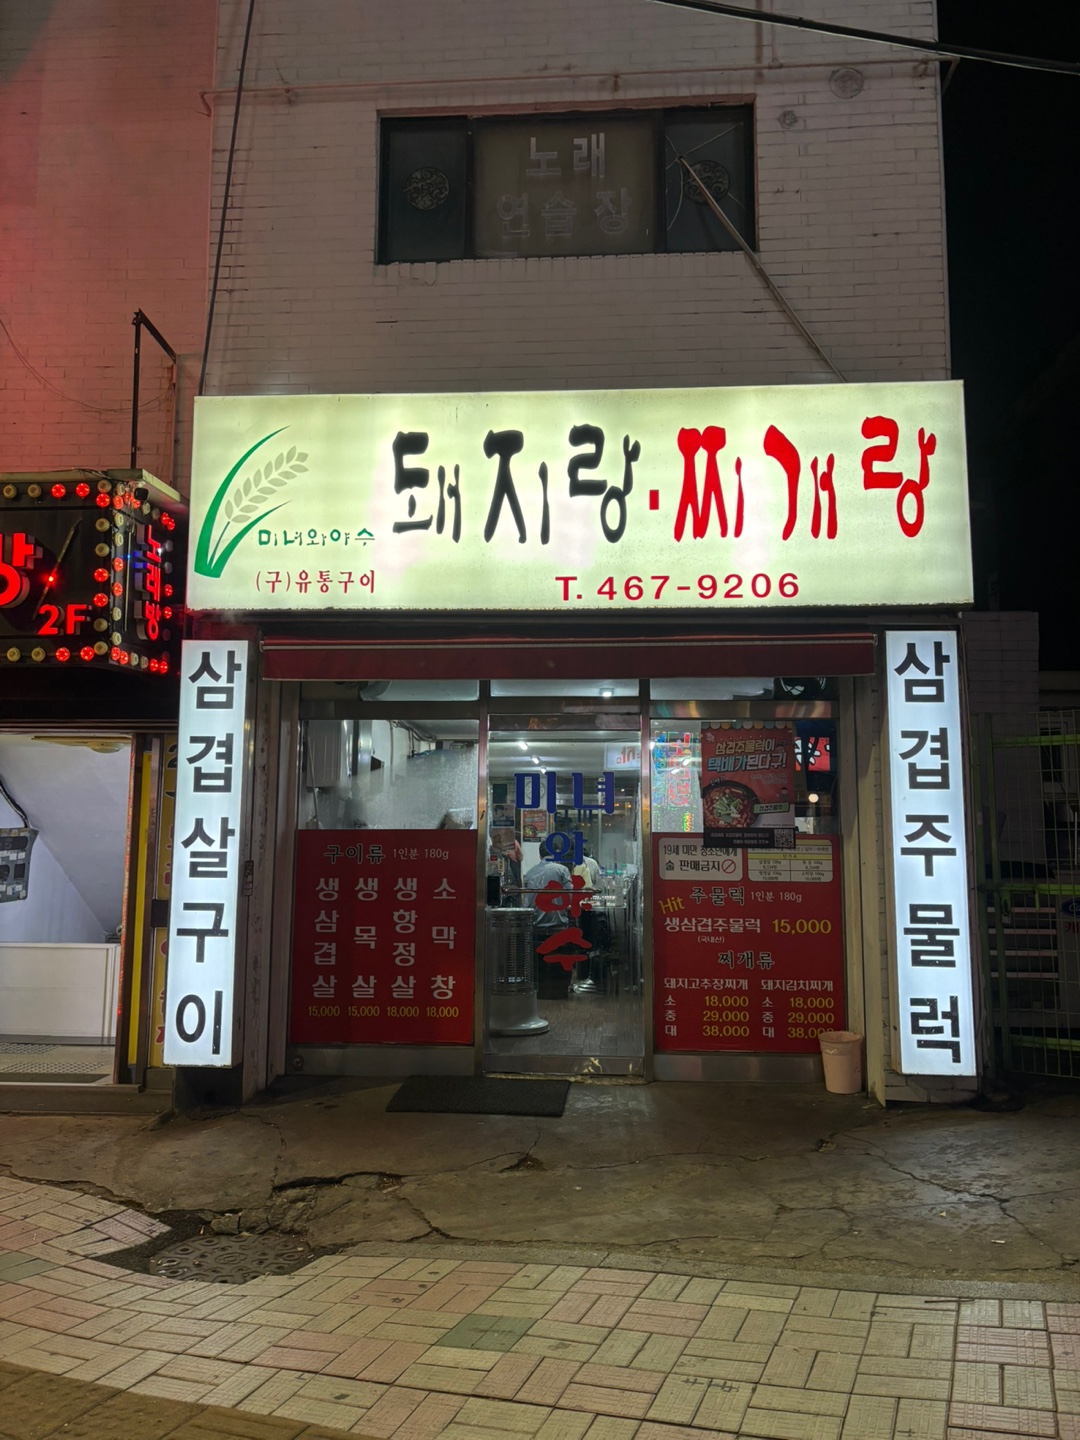 노래
연습장
돼지랑·찌개랑
미녀와야수
(구)유통구이
T. 467-9206
방
2F
노래방
삼겹살구이
삼겹주물럭
미녀
와
야수
삼겹주물럭이
택배가된다구!
구이류 1인분 180g
생삼겹살 생목살 생항정살 소막창
15,000 15,000 18,000 18,000
19세 미만 청소년에게
술 판매금지
Hit 주물럭 1인분 180g
생삼겹주물럭 15,000
(국내산)
찌개류
돼지고추장찌개 돼지김치찌개
소 18,000 소 18,000
중 29,000 중 29,000
대 38,000 대 38,000